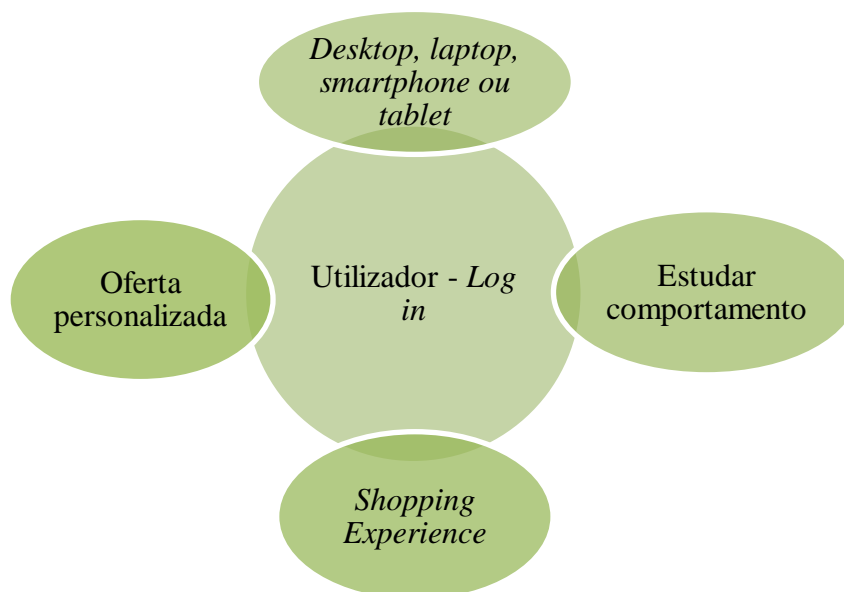 Desktop, laptop,
smartphone ou
tablet
Oferta
personalizada
Utilizador - Log
in
Estudar
comportamento
Shopping
Experience